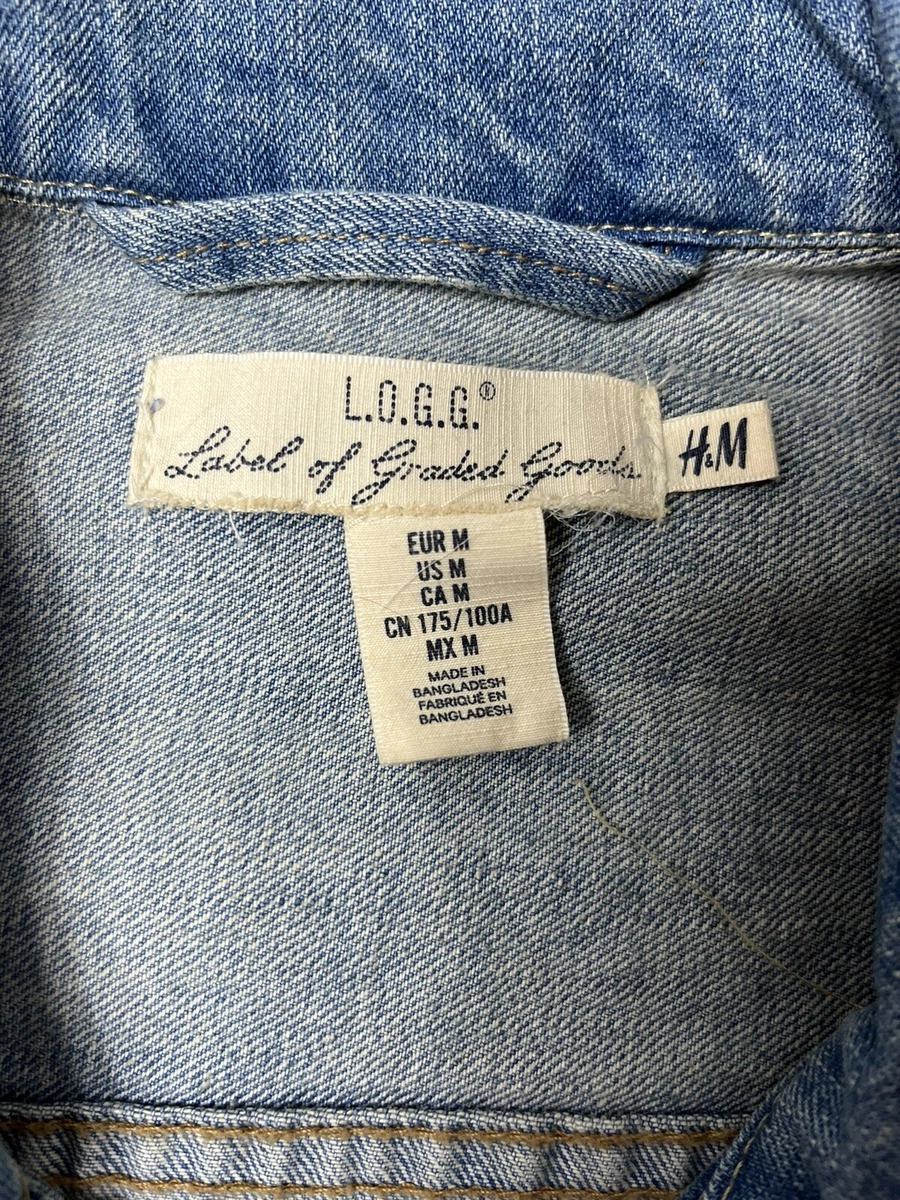 L.O.G.G.®
Label of Graded Goods
H&M
EUR M
US M
CA M
CN 175/100A
MX M
MADE IN
BANGLADESH
FABRIQUÉ EN
BANGLADESH